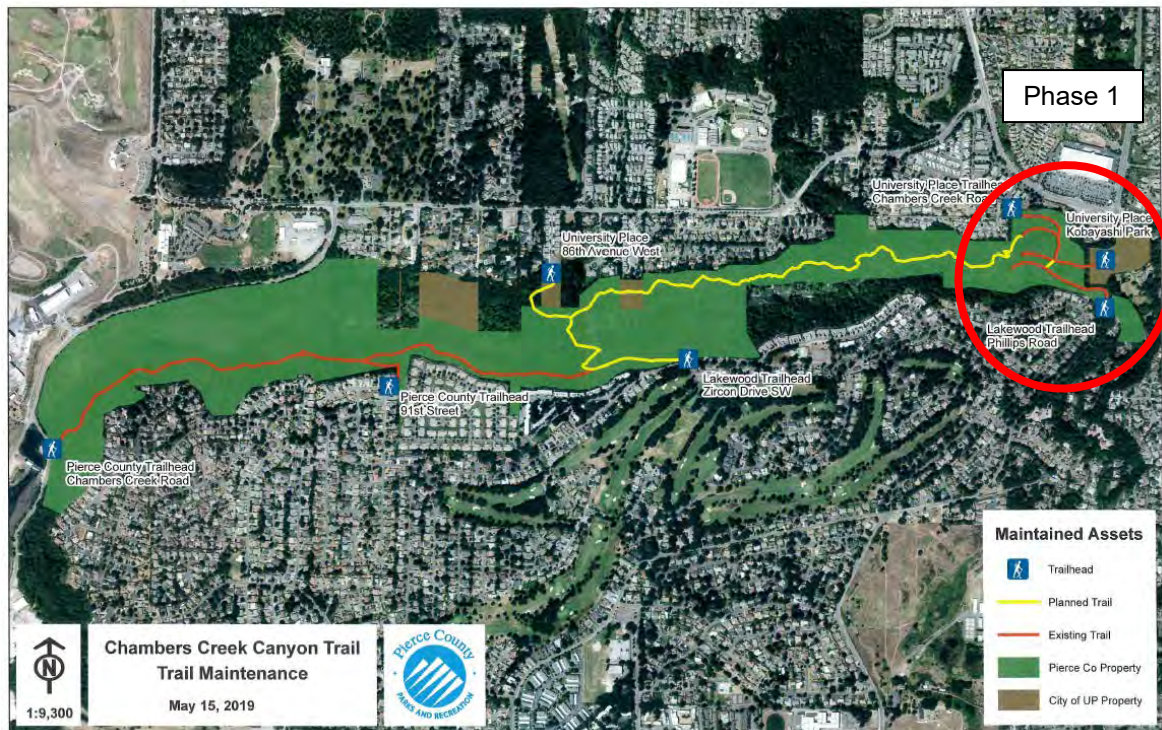 Phase 1
University Place Trailhead
Chambers Creek Road
University Place
Kobayashi Park
University Place
86th Avenue West
Lakewood Trailhead
Phillips Road
Lakewood Trailhead
Zircon Drive SW
Pierce County Trailhead
91st Street
Pierce County Trailhead
Chambers Creek Road
Maintained Assets
Trailhead
Planned Trail
Existing Trail
Pierce Co Property
City of UP Property
N
1:9,300
Chambers Creek Canyon Trail
Trail Maintenance
May 15, 2019
Pierce County
PARKS AND RECREATION